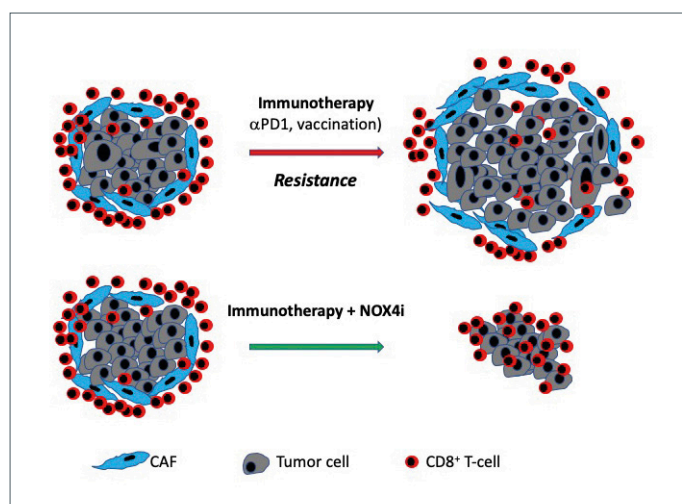 Immunotherapy
αPD1, vaccination)
Resistance
Immunotherapy + NOX4i
CAF
Tumor cell
CD8⁺ T-cell